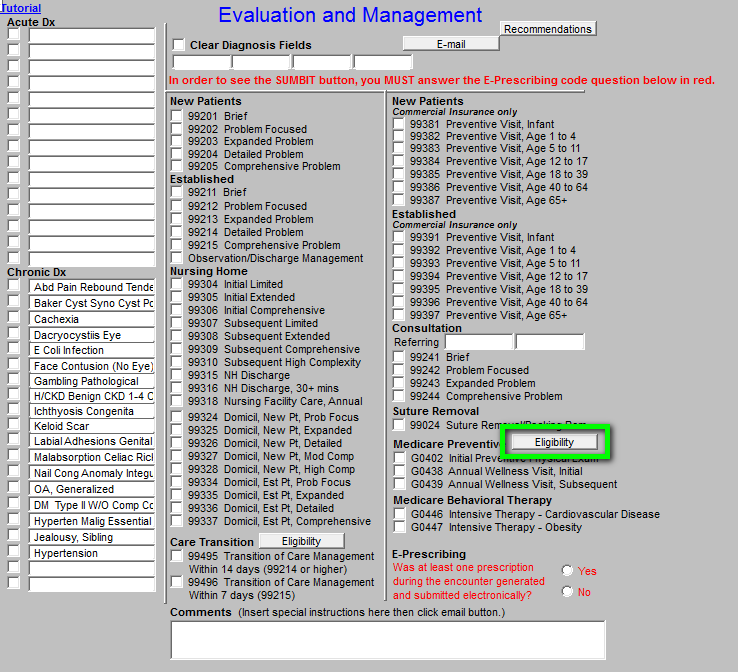 Tutorial
Evaluation and Management
Acute Dx
Recommendations
Clear Diagnosis Fields
E-mail
In order to see the SUMBIT button, you MUST answer the E-Prescribing code question below in red.
New Patients
99201 Brief
99202 Problem Focused
99203 Expanded Problem
99204 Detailed Problem
99205 Comprehensive Problem
Established
99211 Brief
99212 Problem Focused
99213 Expanded Problem
99214 Detailed Problem
99215 Comprehensive Problem
Observation/Discharge Management
Nursing Home
99304 Initial Limited
99305 Initial Extended
99306 Initial Comprehensive
99307 Subsequent Limited
99308 Subsequent Extended
99309 Subsequent Comprehensive
99310 Subsequent High Complexity
99315 NH Discharge
99316 NH Discharge, 30+ mins
99318 Nursing Facility Care, Annual
99324 Domicil, New Pt, Prob Focus
99325 Domicil, New Pt, Expanded
99326 Domicil, New Pt, Detailed
99327 Domicil, New Pt, Mod Comp
99328 Domicil, New Pt, High Comp
99334 Domicil, Est Pt, Prob Focus
99335 Domicil, Est Pt, Expanded
99336 Domicil, Est Pt, Detailed
99337 Domicil, Est Pt, Comprehensive
Care Transition
Eligibility
99495 Transition of Care Management
Within 14 days (99214 or higher)
99496 Transition of Care Management
Within 7 days (99215)
New Patients
Commercial Insurance only
99381 Preventive Visit, Infant
99382 Preventive Visit, Age 1 to 4
99383 Preventive Visit, Age 5 to 11
99384 Preventive Visit, Age 12 to 17
99385 Preventive Visit, Age 18 to 39
99386 Preventive Visit, Age 40 to 64
99387 Preventive Visit, Age 65+
Established
Commercial Insurance only
99391 Preventive Visit, Infant
99392 Preventive Visit, Age 1 to 4
99393 Preventive Visit, Age 5 to 11
99394 Preventive Visit, Age 12 to 17
99395 Preventive Visit, Age 18 to 39
99396 Preventive Visit, Age 40 to 64
99397 Preventive Visit, Age 65+
Consultation
Referring
99241 Brief
99242 Problem Focused
99243 Expanded Problem
99244 Comprehensive Problem
Suture Removal
99024 Suture
Eligibility
Medicare Preventive
G0402 Initial Preventive Physical Exam
G0438 Annual Wellness Visit, Initial
G0439 Annual Wellness Visit, Subsequent
Medicare Behavioral Therapy
G0446 Intensive Therapy - Cardiovascular Disease
G0447 Intensive Therapy - Obesity
E-Prescribing
Was at least one prescription
during the encounter generated
and submitted electronically?
Yes
No
Chronic Dx
Abd Pain Rebound Tende
Baker Cyst Syno Cyst Po
Cachexia
Dacryocystiis Eye
E Coli Infection
Face Contusion (No Eye)
Gambling Pathological
H/CKD Benign CKD 1-4 C
Ichthyosis Congenita
Keloid Scar
Labial Adhesions Genital
Malabsorption Celiac Rick
Nail Cong Anomaly Integu
OA, Generalized
DM Type II W/O Comp Co
Hyperten Malig Essential
Jealousy, Sibling
Hypertension
Comments (Insert special instructions here then click email button.)